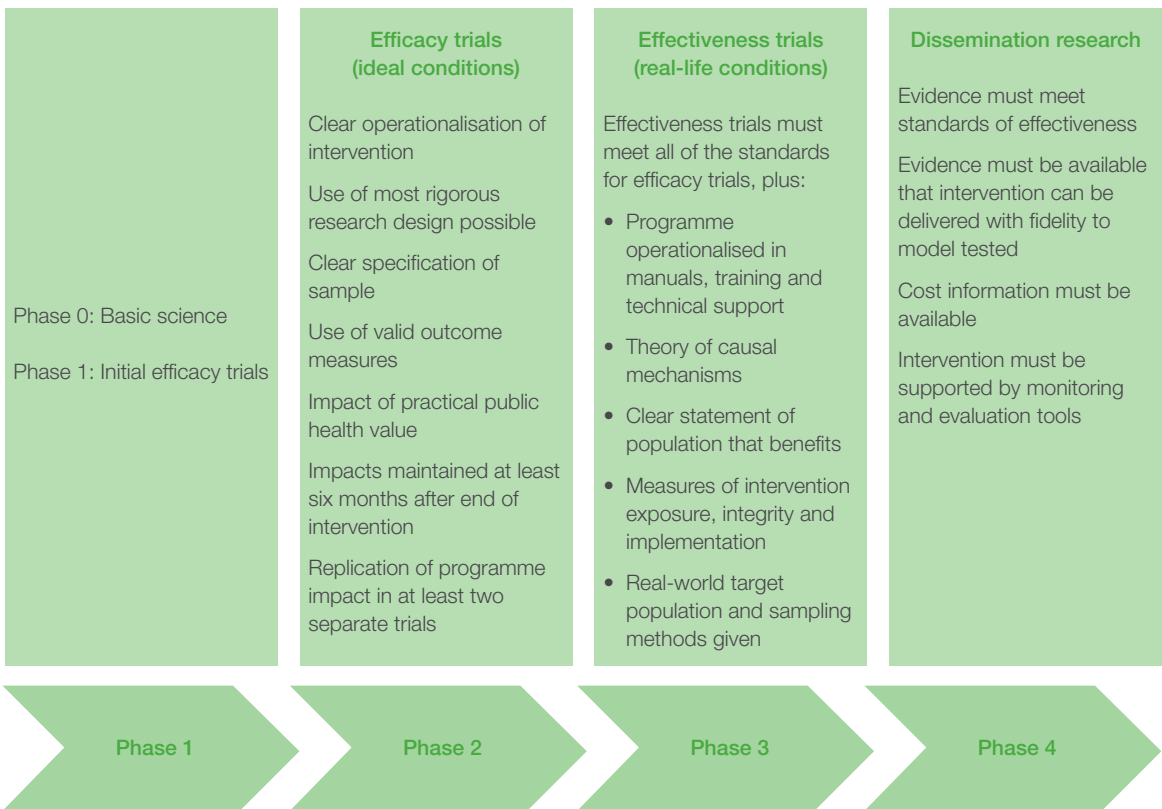 Phase 0: Basic science
Phase 1: Initial efficacy trials
Efficacy trials
(ideal conditions)
Clear operationalisation of
intervention
Use of most rigorous
research design possible
Clear specification of
sample
Use of valid outcome
measures
Impact of practical public
health value
Impacts maintained at least
six months after end of
intervention
Replication of programme
impact in at least two
separate trials
Effectiveness trials
(real-life conditions)
Effectiveness trials must
meet all of the standards
for efficacy trials, plus:
• Programme
operationalised in
manuals, training and
technical support
• Theory of causal
mechanisms
• Clear statement of
population that benefits
• Measures of intervention
exposure, integrity and
implementation
• Real-world target
population and sampling
methods given
Dissemination research
Evidence must meet
standards of effectiveness
Evidence must be available
that intervention can be
delivered with fidelity to
model tested
Cost information must be
available
Intervention must be
supported by monitoring
and evaluation tools
Phase 1
Phase 2
Phase 3
Phase 4